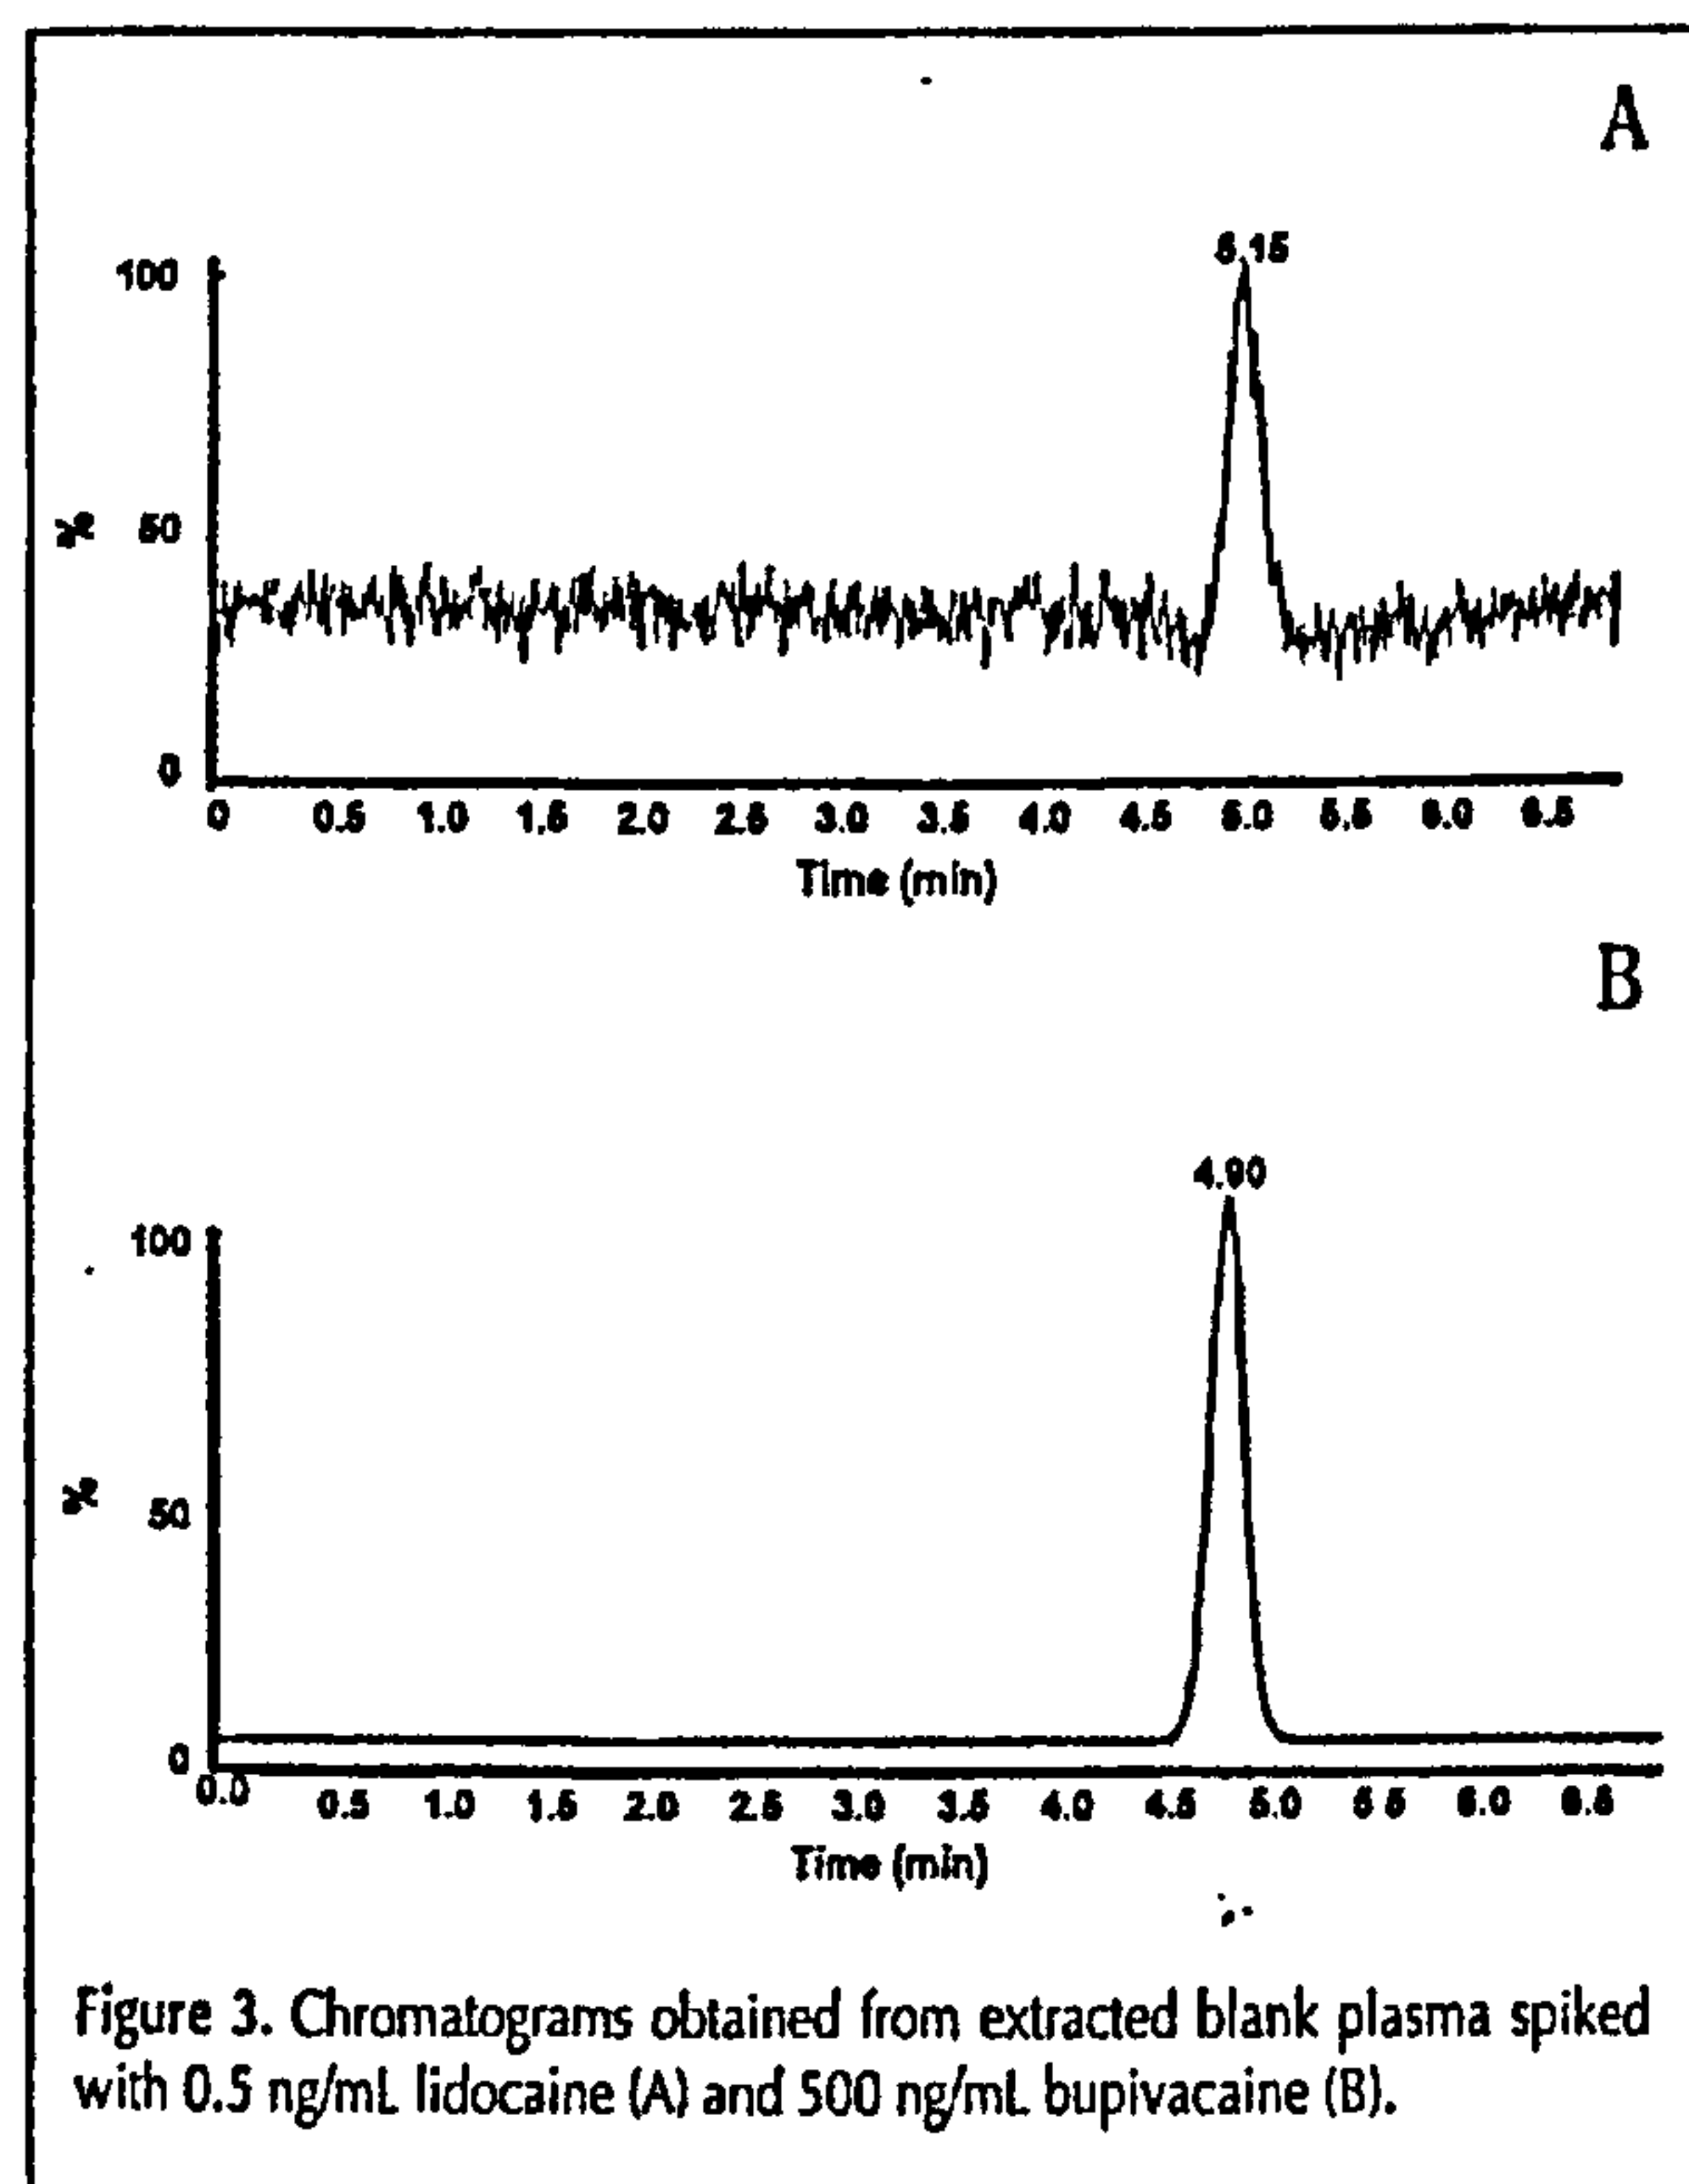 A
5.15
100
% 50
0
0 0.5 1.0 1.5 2.0 2.5 3.0 3.5 4.0 4.5 5.0 5.5 6.0 6.5
Time (min)
B
4.90
100
% 50
0
0.0 0.5 1.0 1.5 2.0 2.5 3.0 3.5 4.0 4.5 5.0 5.5 6.0 6.5
Time (min)
Figure 3. Chromatograms obtained from extracted blank plasma spiked
with 0.5 ng/mL lidocaine (A) and 500 ng/mL bupivacaine (B).